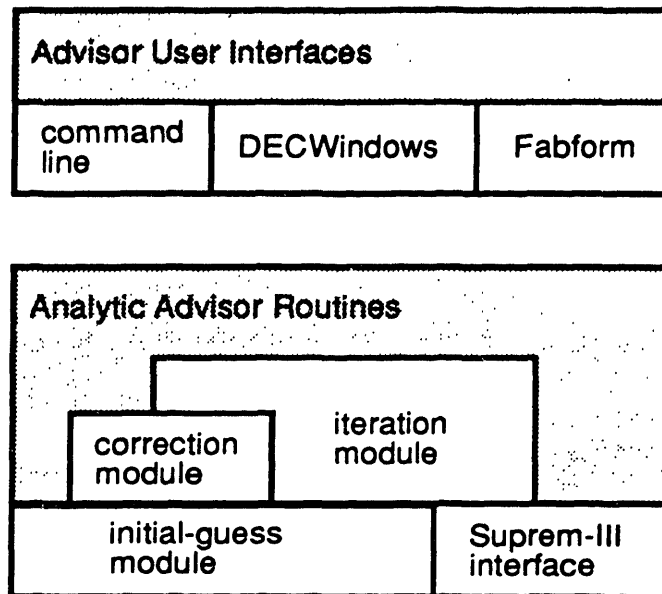 Advisor User Interfaces
command
line
DECWindows
Fabform
Analytic Advisor Routines
correction
module
iteration
module
initial-guess
module
Suprem-III
interface